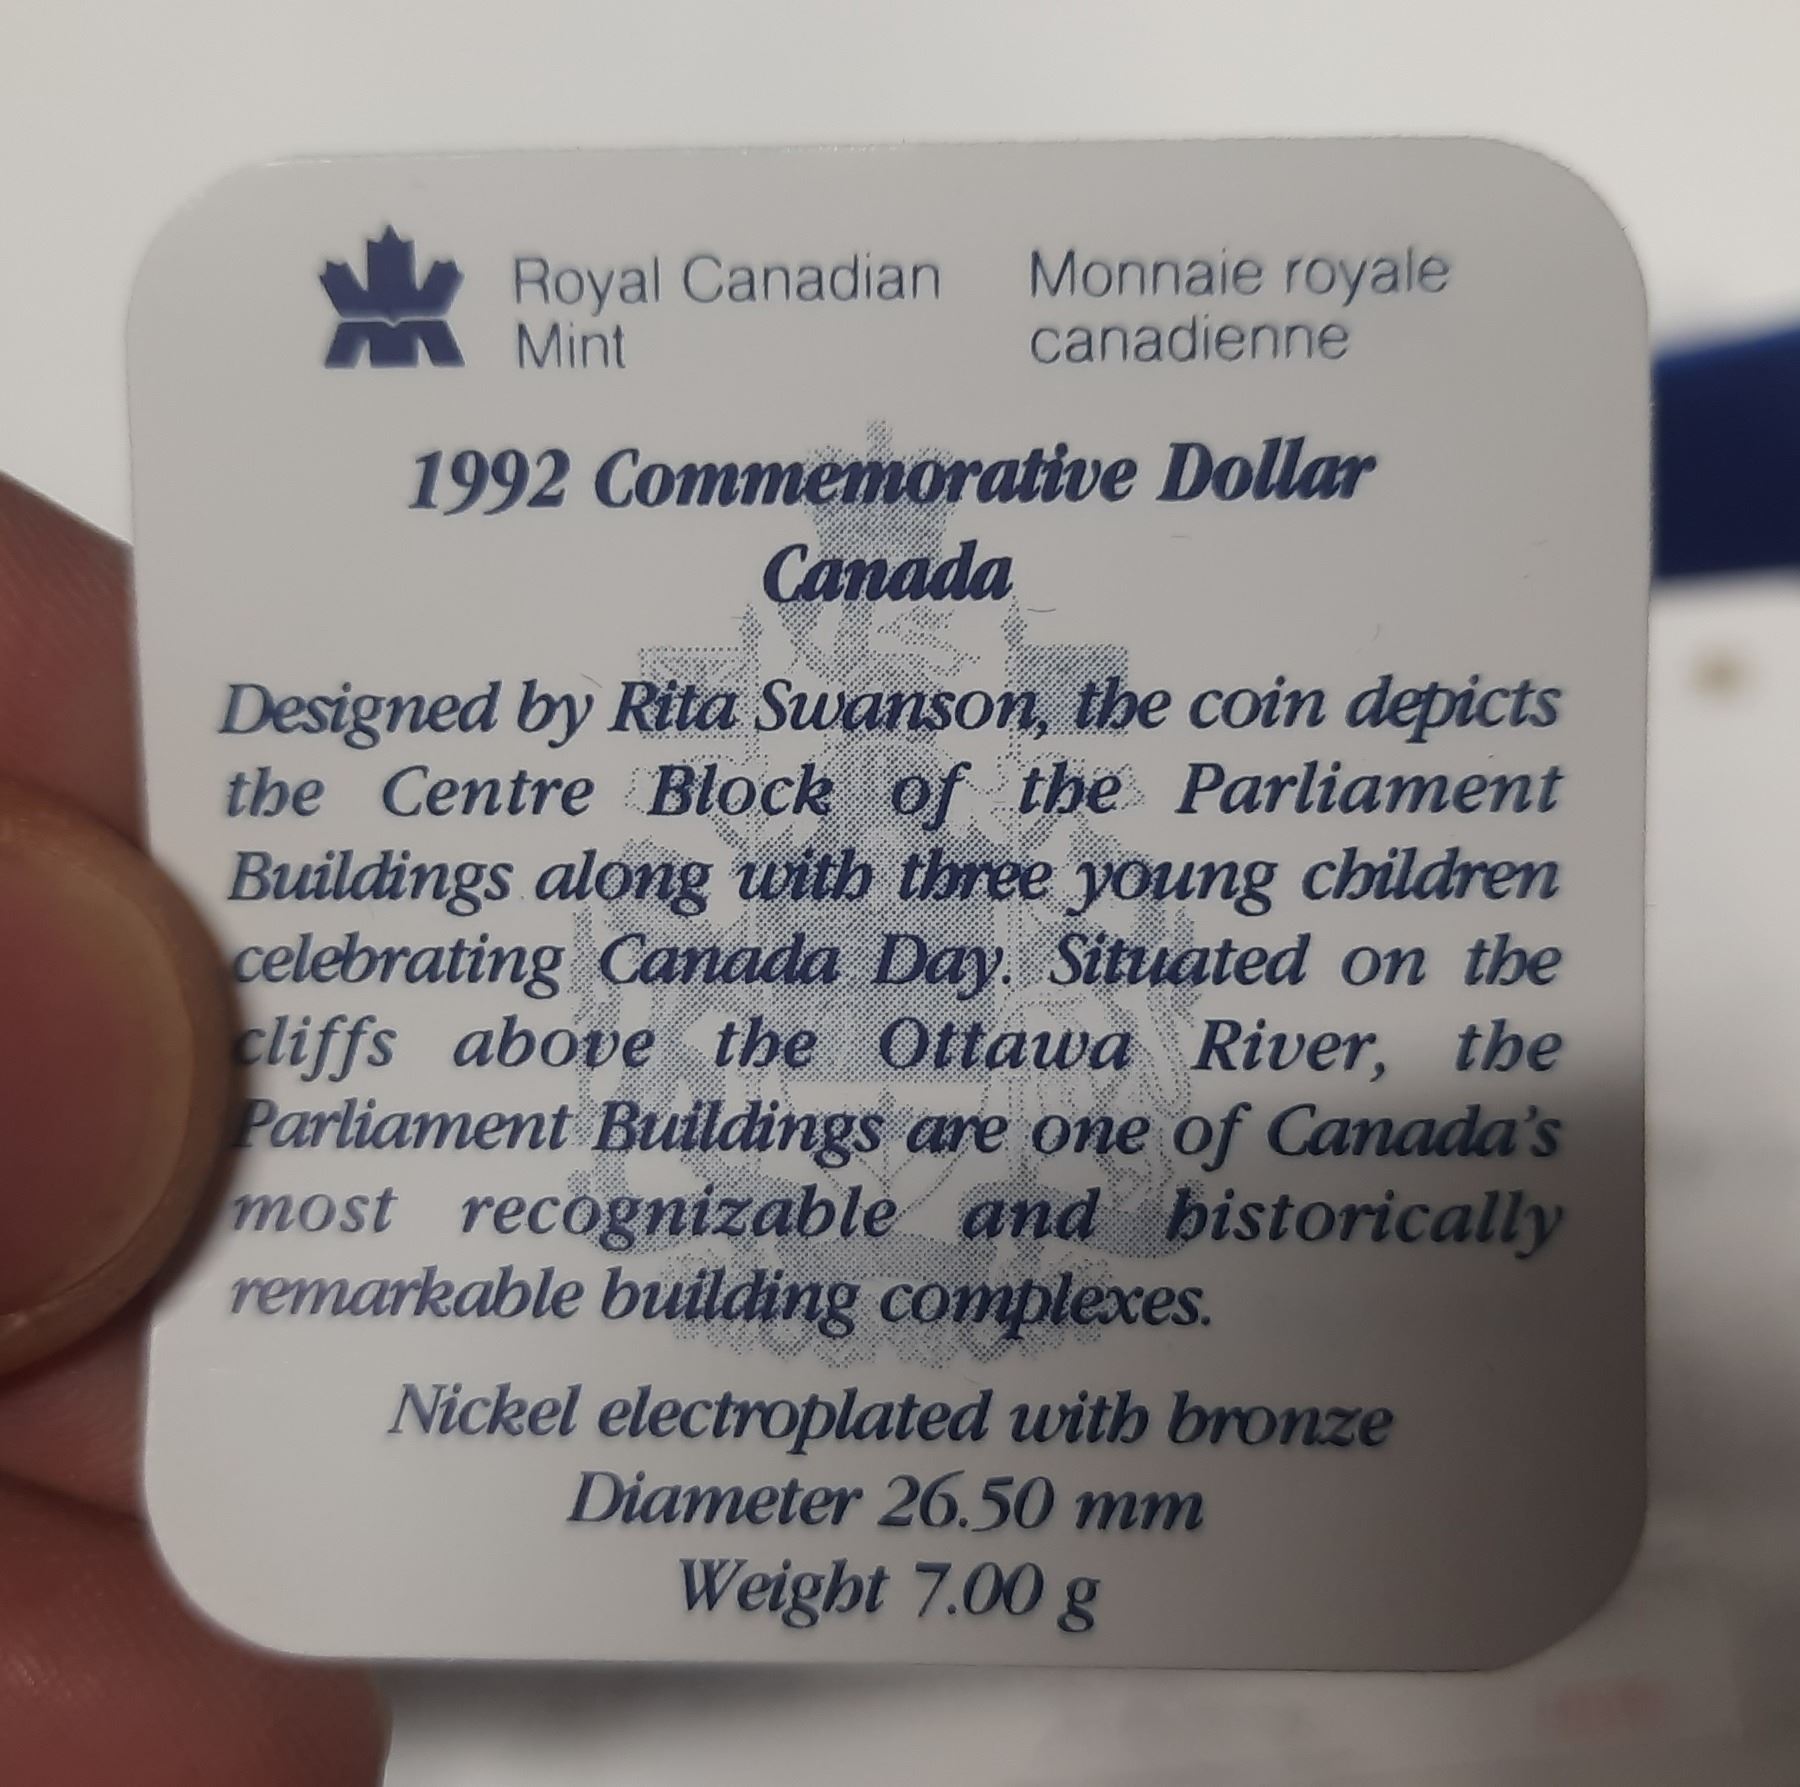 Royal Canadian
Mint
Monnaie royale
canadienne
1992 Commemorative Dollar
Canada
Designed by Rita Swanson, the coin depicts
the Centre Block of the Parliament
Buildings along with three young children
celebrating Canada Day. Situated on the
cliffs above the Ottawa River, the
Parliament Buildings are one of Canada's
most recognizable and historically
remarkable building complexes.
Nickel electroplated with bronze
Diameter 26.50 mm
Weight 7.00 g